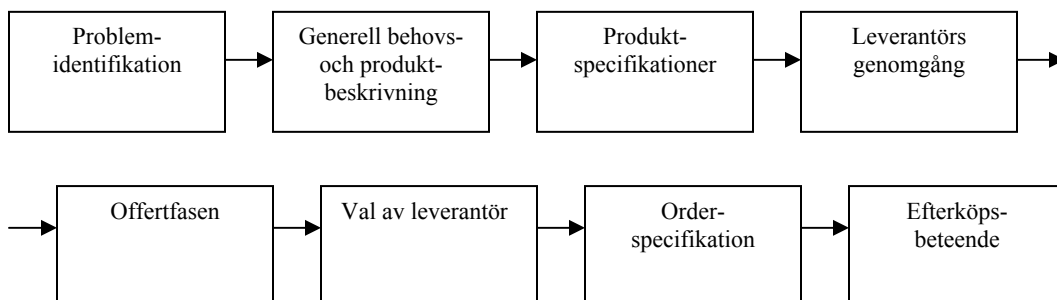 Problem-
identifikation
Generell behovs-
och produkt-
beskrivning
Produkt-
specifikationer
Leverantörs
genomgång
Offertfasen
Val av leverantör
Order-
specifikation
Efterköps-
beteende